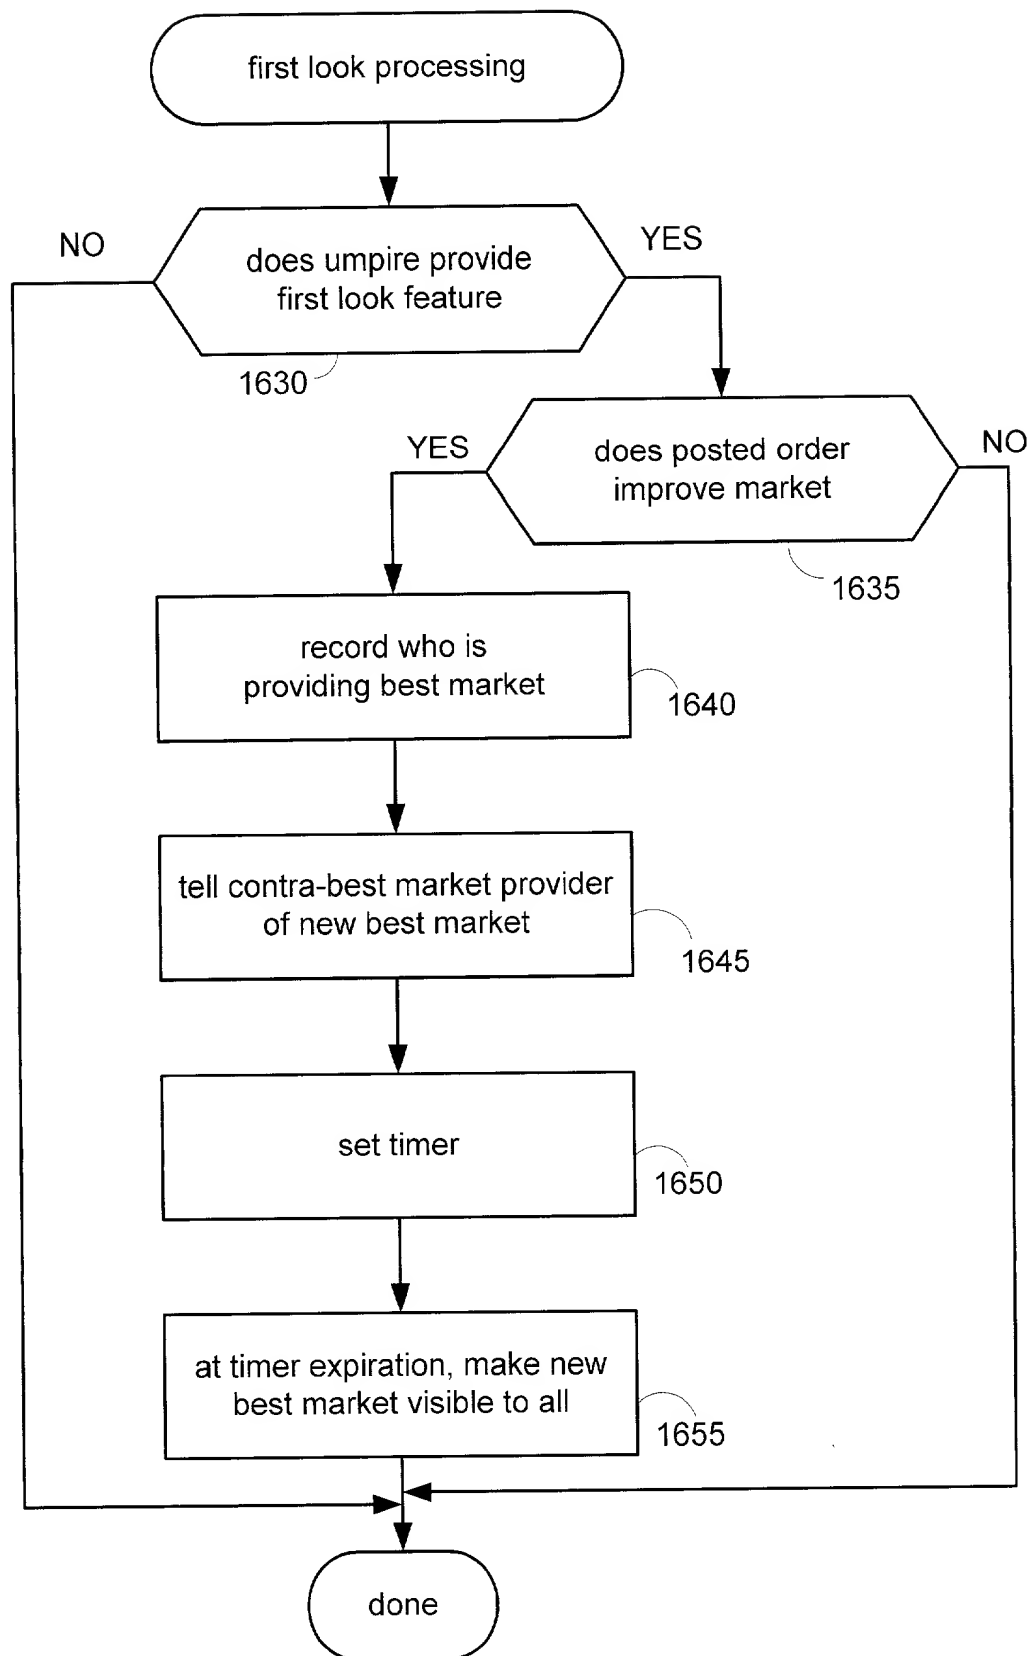 first look processing
NO
YES
does umpire provide
first look feature
1630
YES
NO
does posted order
improve market
1635
record who is
providing best market
1640
tell contra-best market provider
of new best market
1645
set timer
1650
at timer expiration, make new
best market visible to all
1655
done